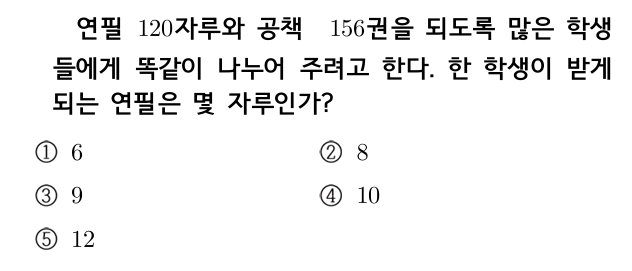 연필 120자루와 공책 156권을 되도록 많은 학생
들에게 똑같이 나누어 주려고 한다. 한 학생이 받게
되는 연필은 몇 자루인가?
① 6 ② 8
③ 9 ④ 10
⑤ 12